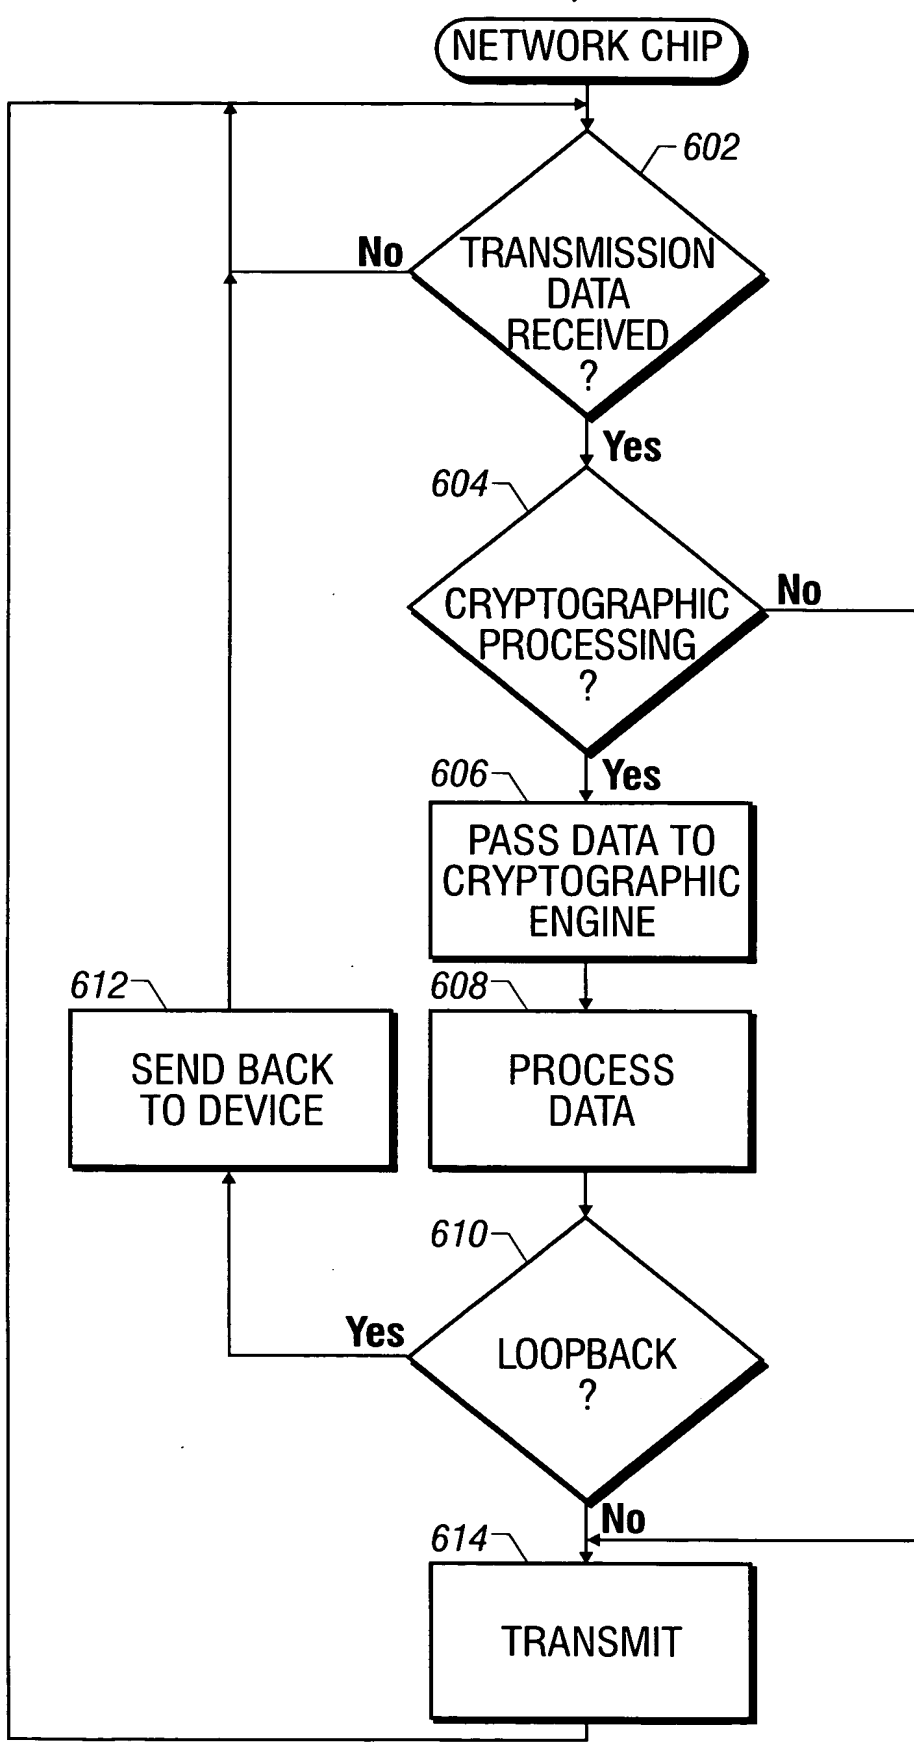 NETWORK CHIP
602
No
TRANSMISSION
DATA
RECEIVED
?
Yes
604
CRYPTOGRAPHIC
PROCESSING
?
No
Yes
606
PASS DATA TO
CRYPTOGRAPHIC
ENGINE
612
SEND BACK
TO DEVICE
608
PROCESS
DATA
610
Yes
LOOPBACK
?
No
614
TRANSMIT